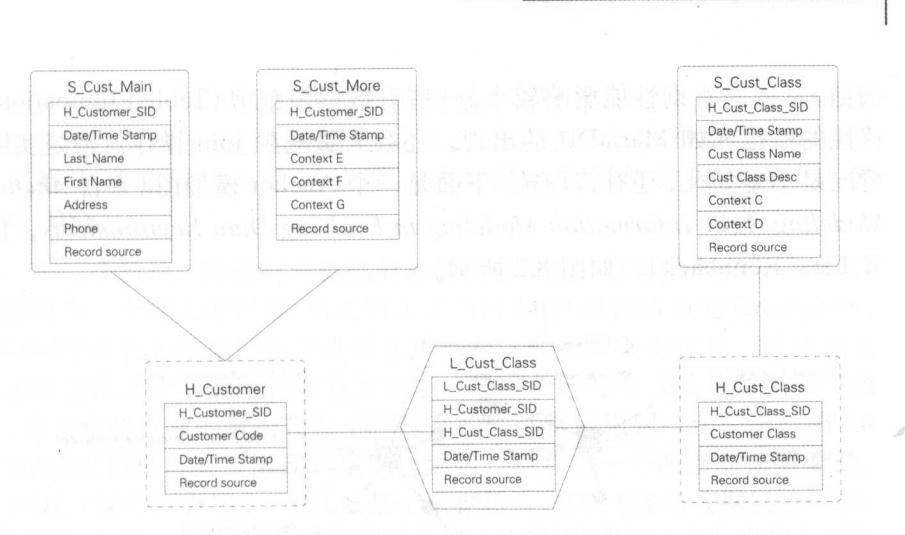 S_Cust_Main
H_Customer_SID
Date/Time Stamp
Last_Name
First Name
Address
Phone
Record source
S_Cust_More
H_Customer_SID
Date/Time Stamp
Context E
Context F
Context G
Record source
S_Cust_Class
H_Cust_Class_SID
Date/Time Stamp
Cust Class Name
Cust Class Desc
Context C
Context D
Record source
H_Customer
H_Customer_SID
Customer Code
Date/Time Stamp
Record source
L_Cust_Class
L_Cust_Class_SID
H_Customer_SID
H_Cust_Class_SID
Date/Time Stamp
Record source
H_Cust_Class
H_Cust_Class_SID
Customer Class
Date/Time Stamp
Record source